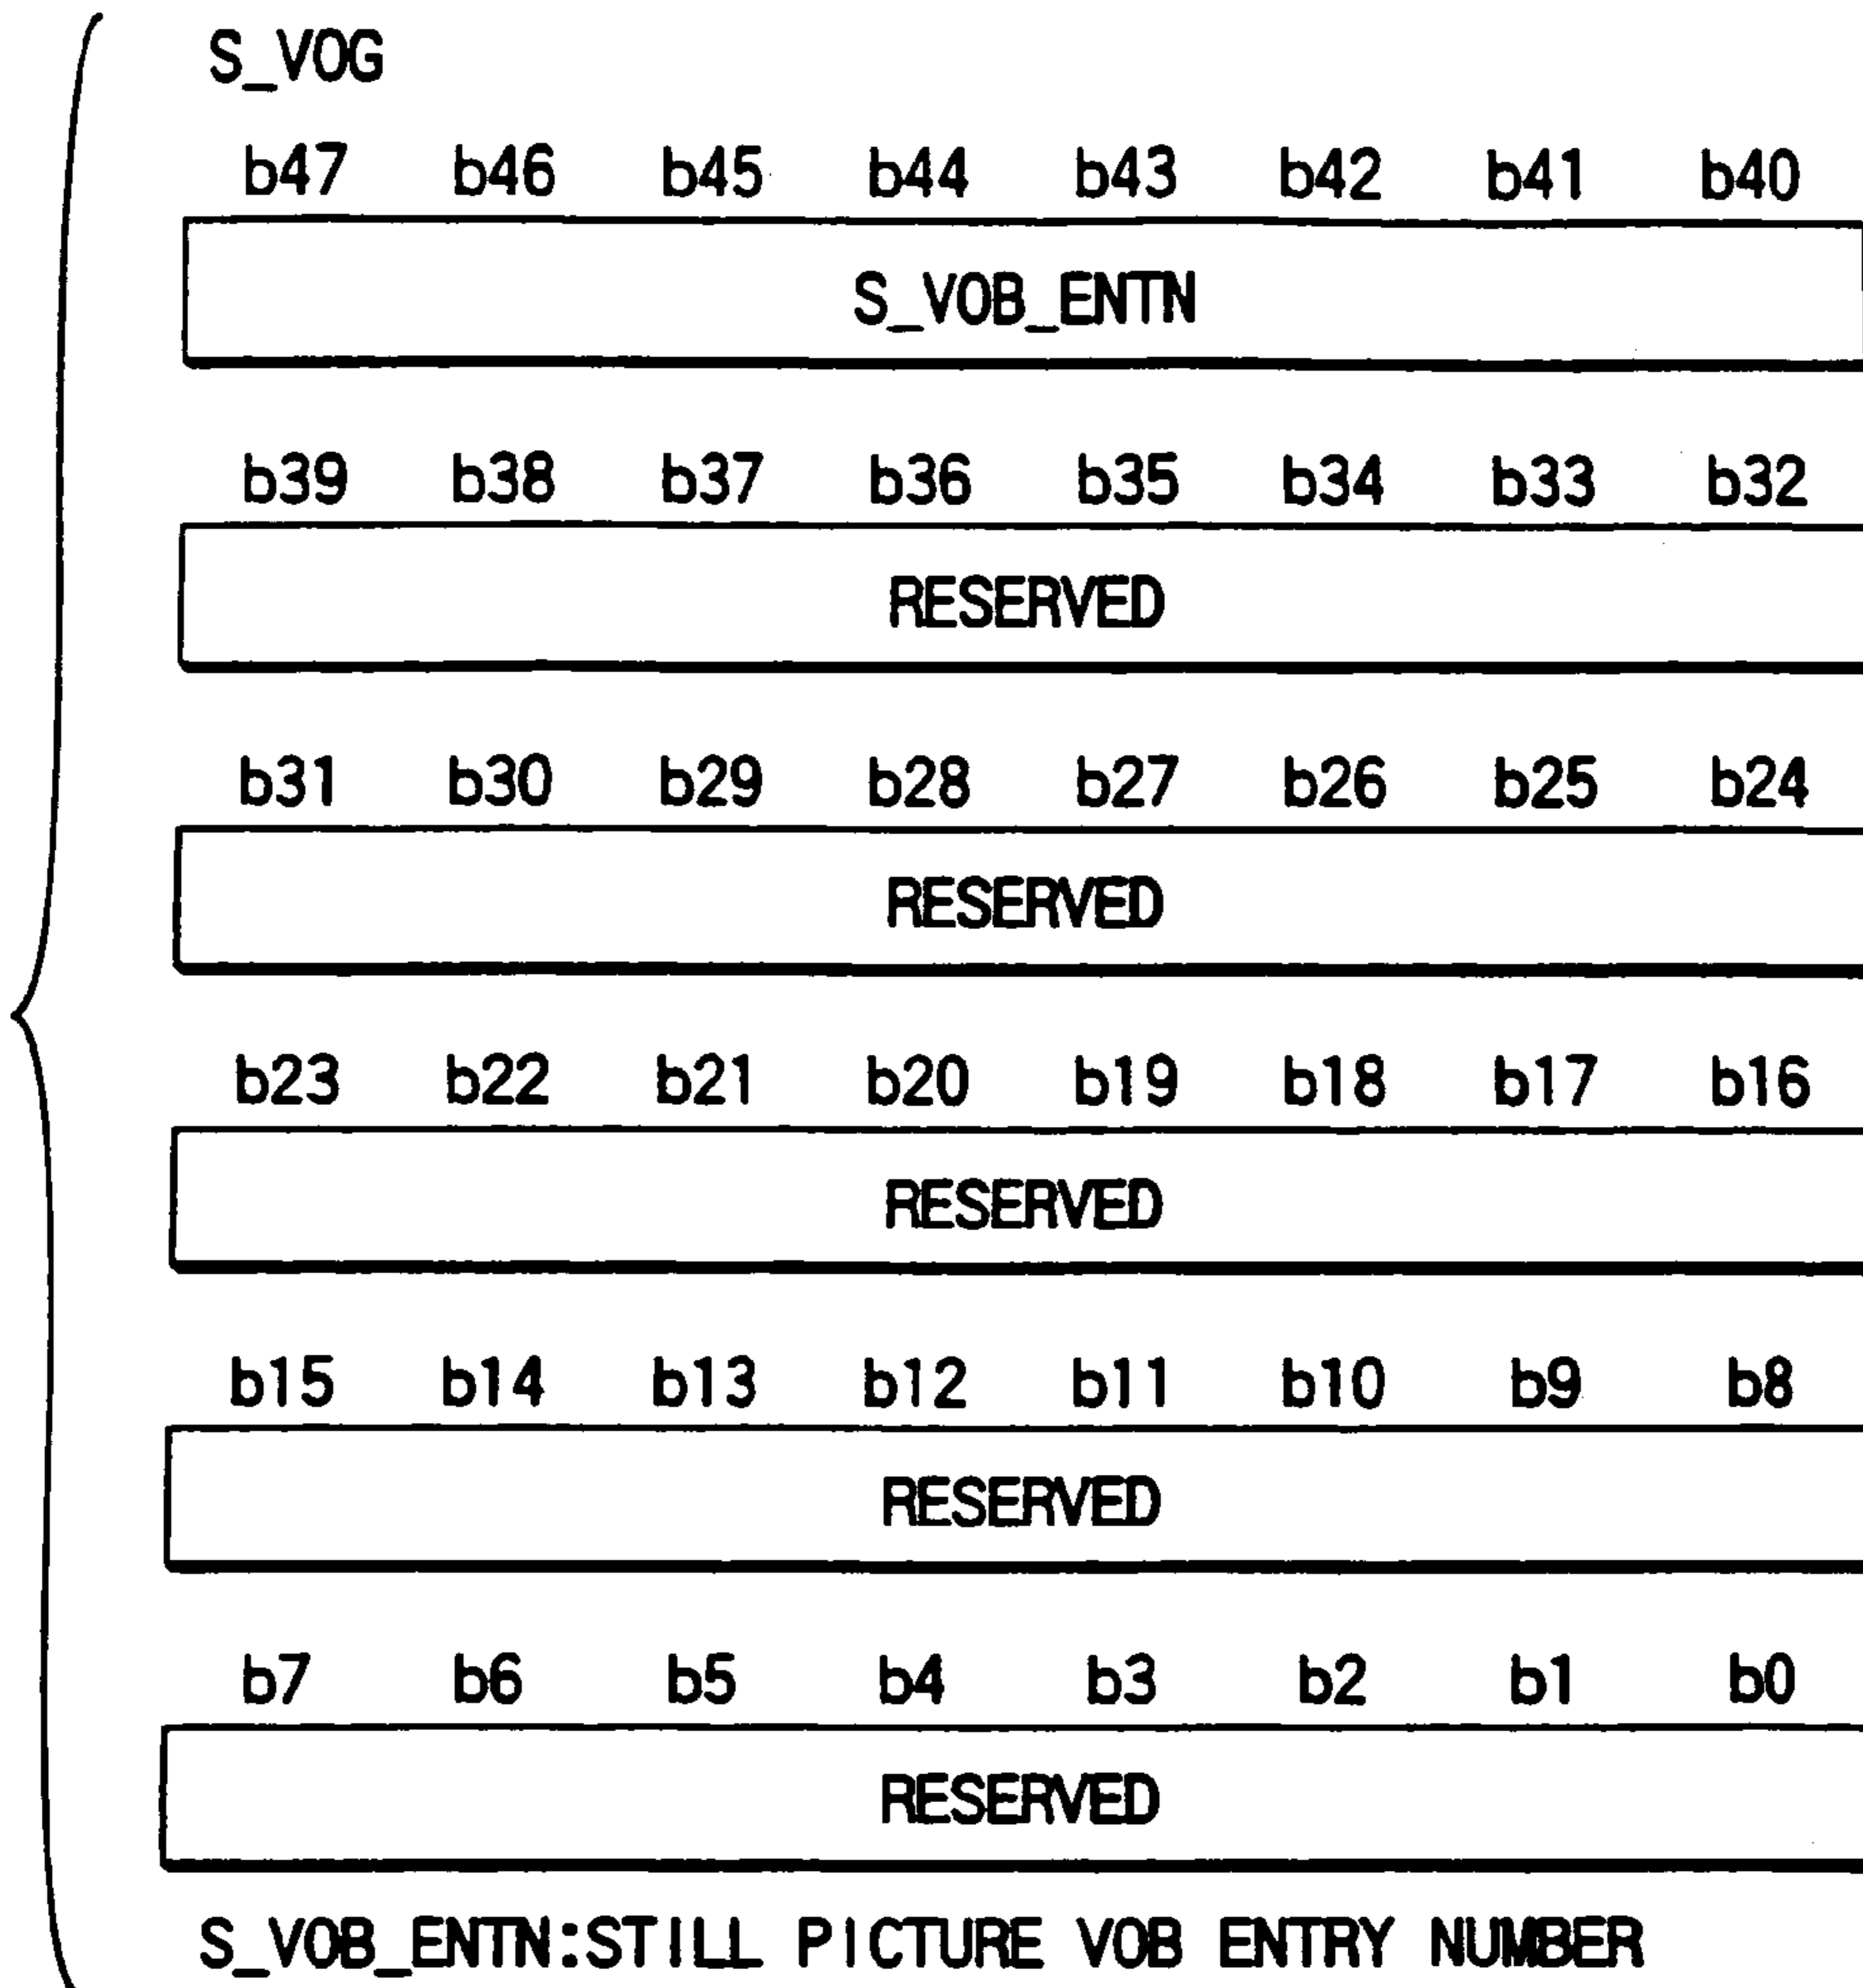 S_VOG
b47 b46 b45 b44 b43 b42 b41 b40
S_VOB_ENTN
b39 b38 b37 b36 b35 b34 b33 b32
RESERVED
b31 b30 b29 b28 b27 b26 b25 b24
RESERVED
b23 b22 b21 b20 b19 b18 b17 b16
RESERVED
b15 b14 b13 b12 b11 b10 b9 b8
RESERVED
b7 b6 b5 b4 b3 b2 b1 b0
RESERVED
S_VOB_ENTN:STILL PICTURE VOB ENTRY NUMBER